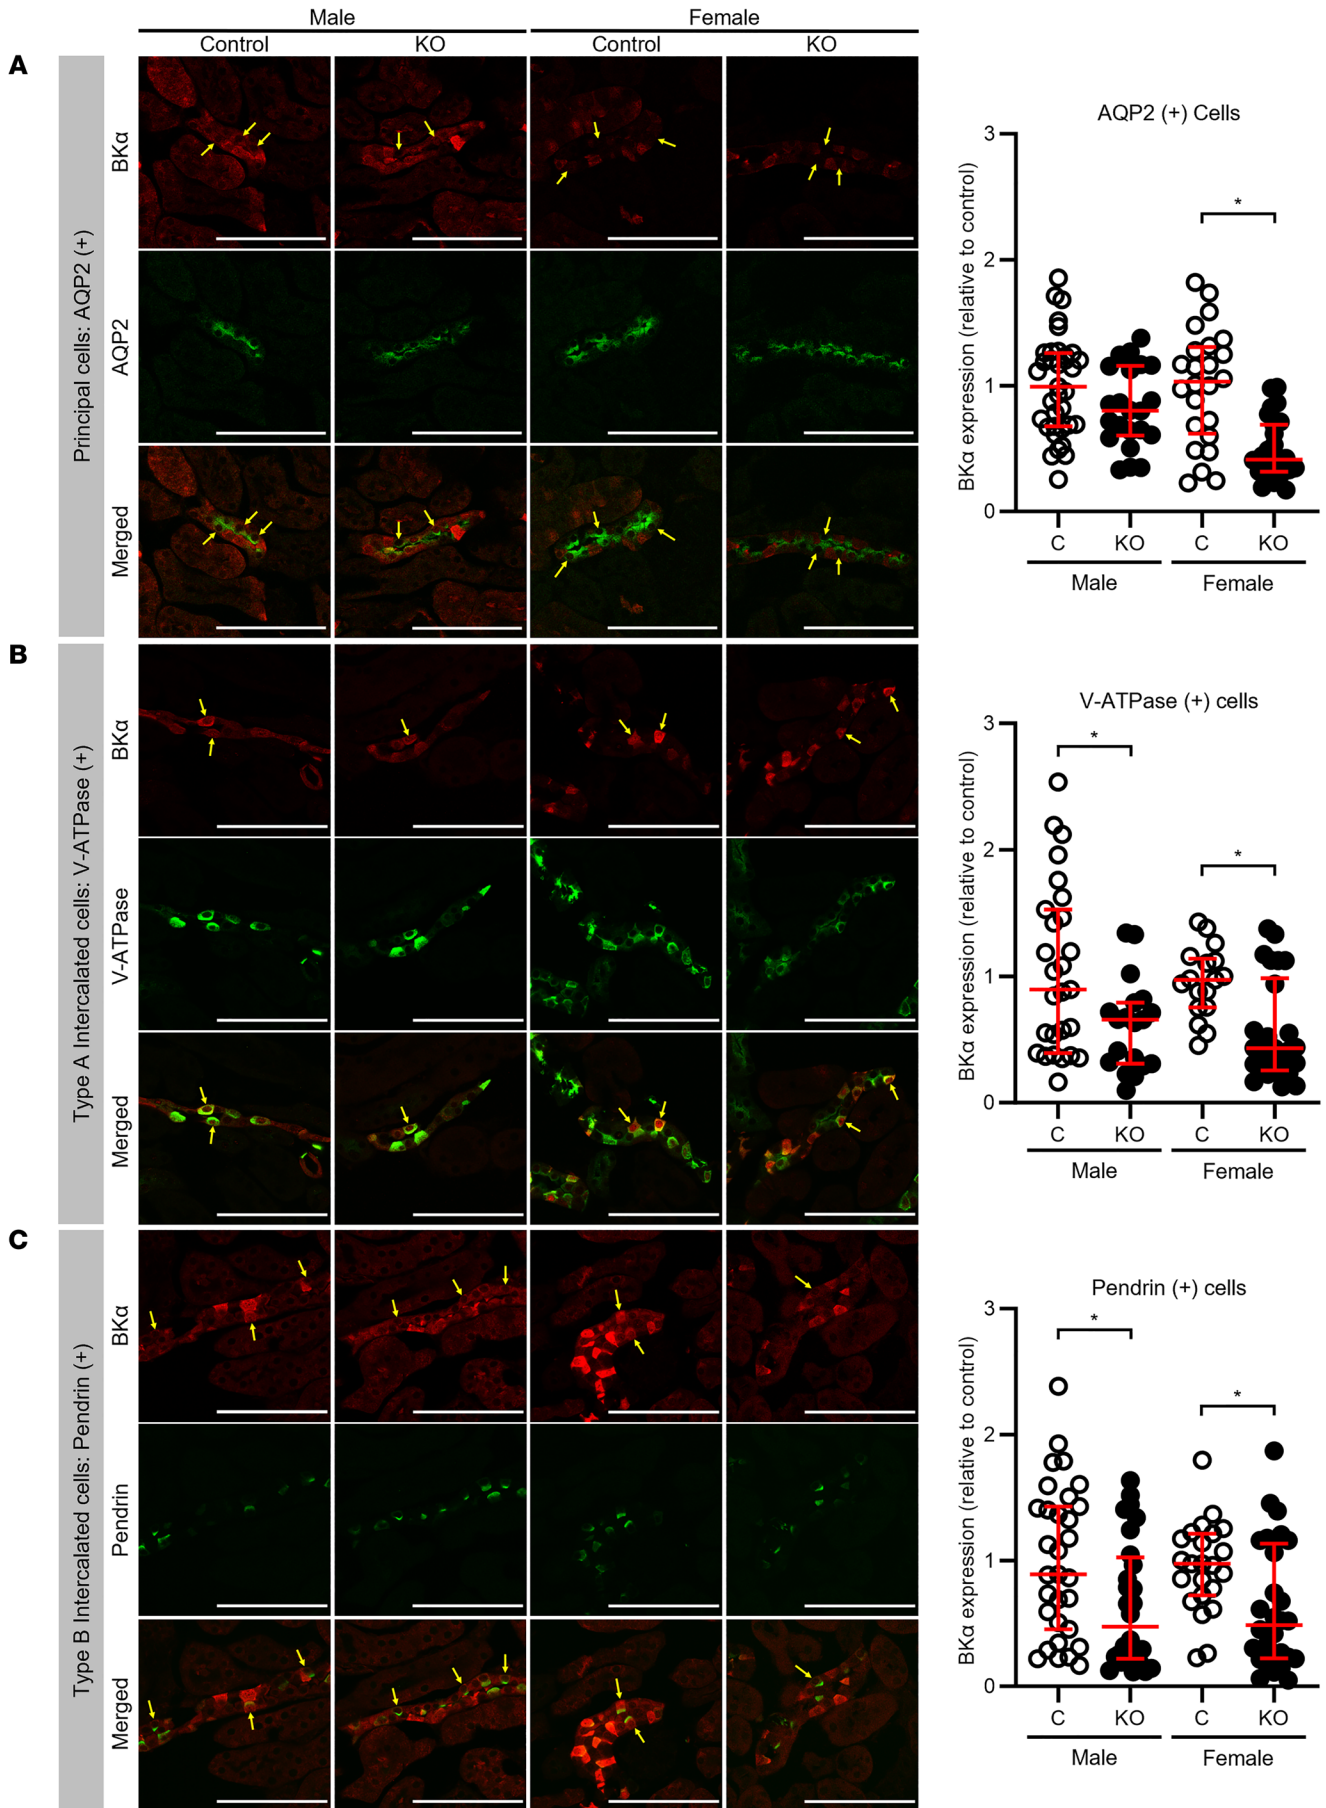 Male
Female
Control
KO
Control
KO
A
Principal cells: AQP2 (+)
BKα
AQP2
Merged
AQP2 (+) Cells
BKα expression (relative to control)
3
2
1
0
*
C
KO
C
KO
Male
Female
B
Type A Intercalated cells: V-ATPase (+)
BKα
V-ATPase
Merged
V-ATPase (+) cells
BKα expression (relative to control)
3
2
1
0
*
*
C
KO
C
KO
Male
Female
C
Type B Intercalated cells: Pendrin (+)
BKα
Pendrin
Merged
Pendrin (+) cells
BKα expression (relative to control)
3
2
1
0
*
*
C
KO
C
KO
Male
Female